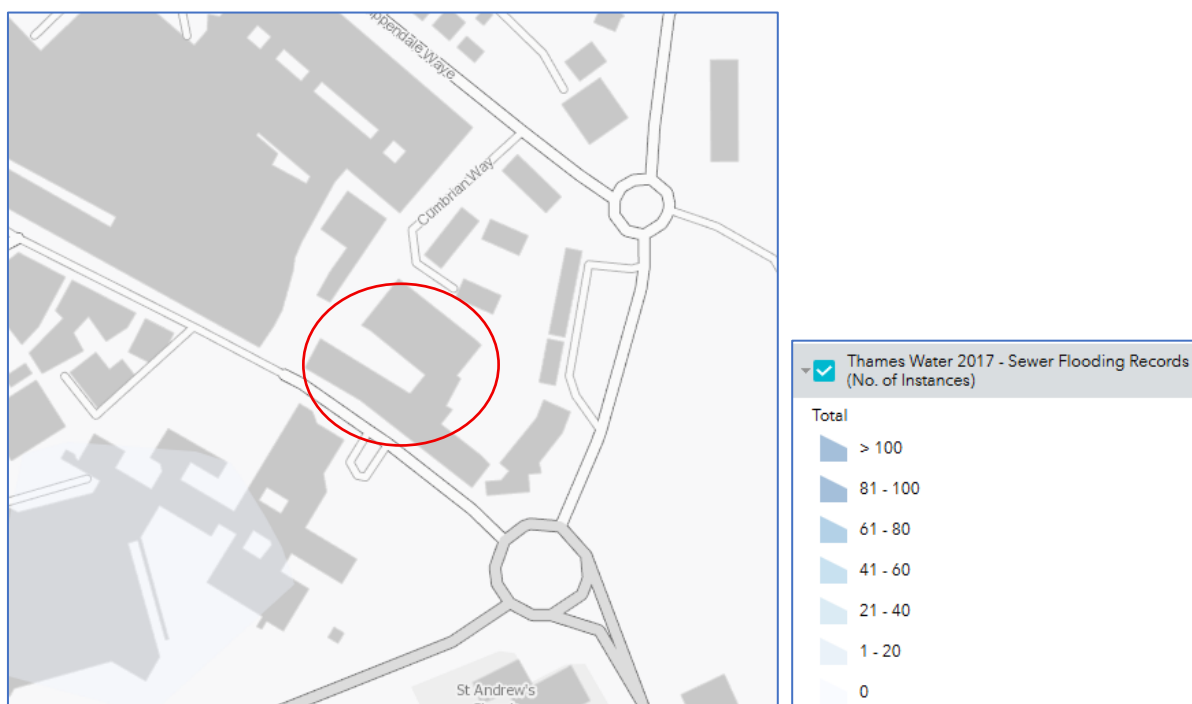 ppendale Waye
Cumbrian Way
St Andrew's
Thames Water 2017 - Sewer Flooding Records
(No. of Instances)
Total
> 100
81 - 100
61 - 80
41 - 60
21 - 40
1 - 20
0